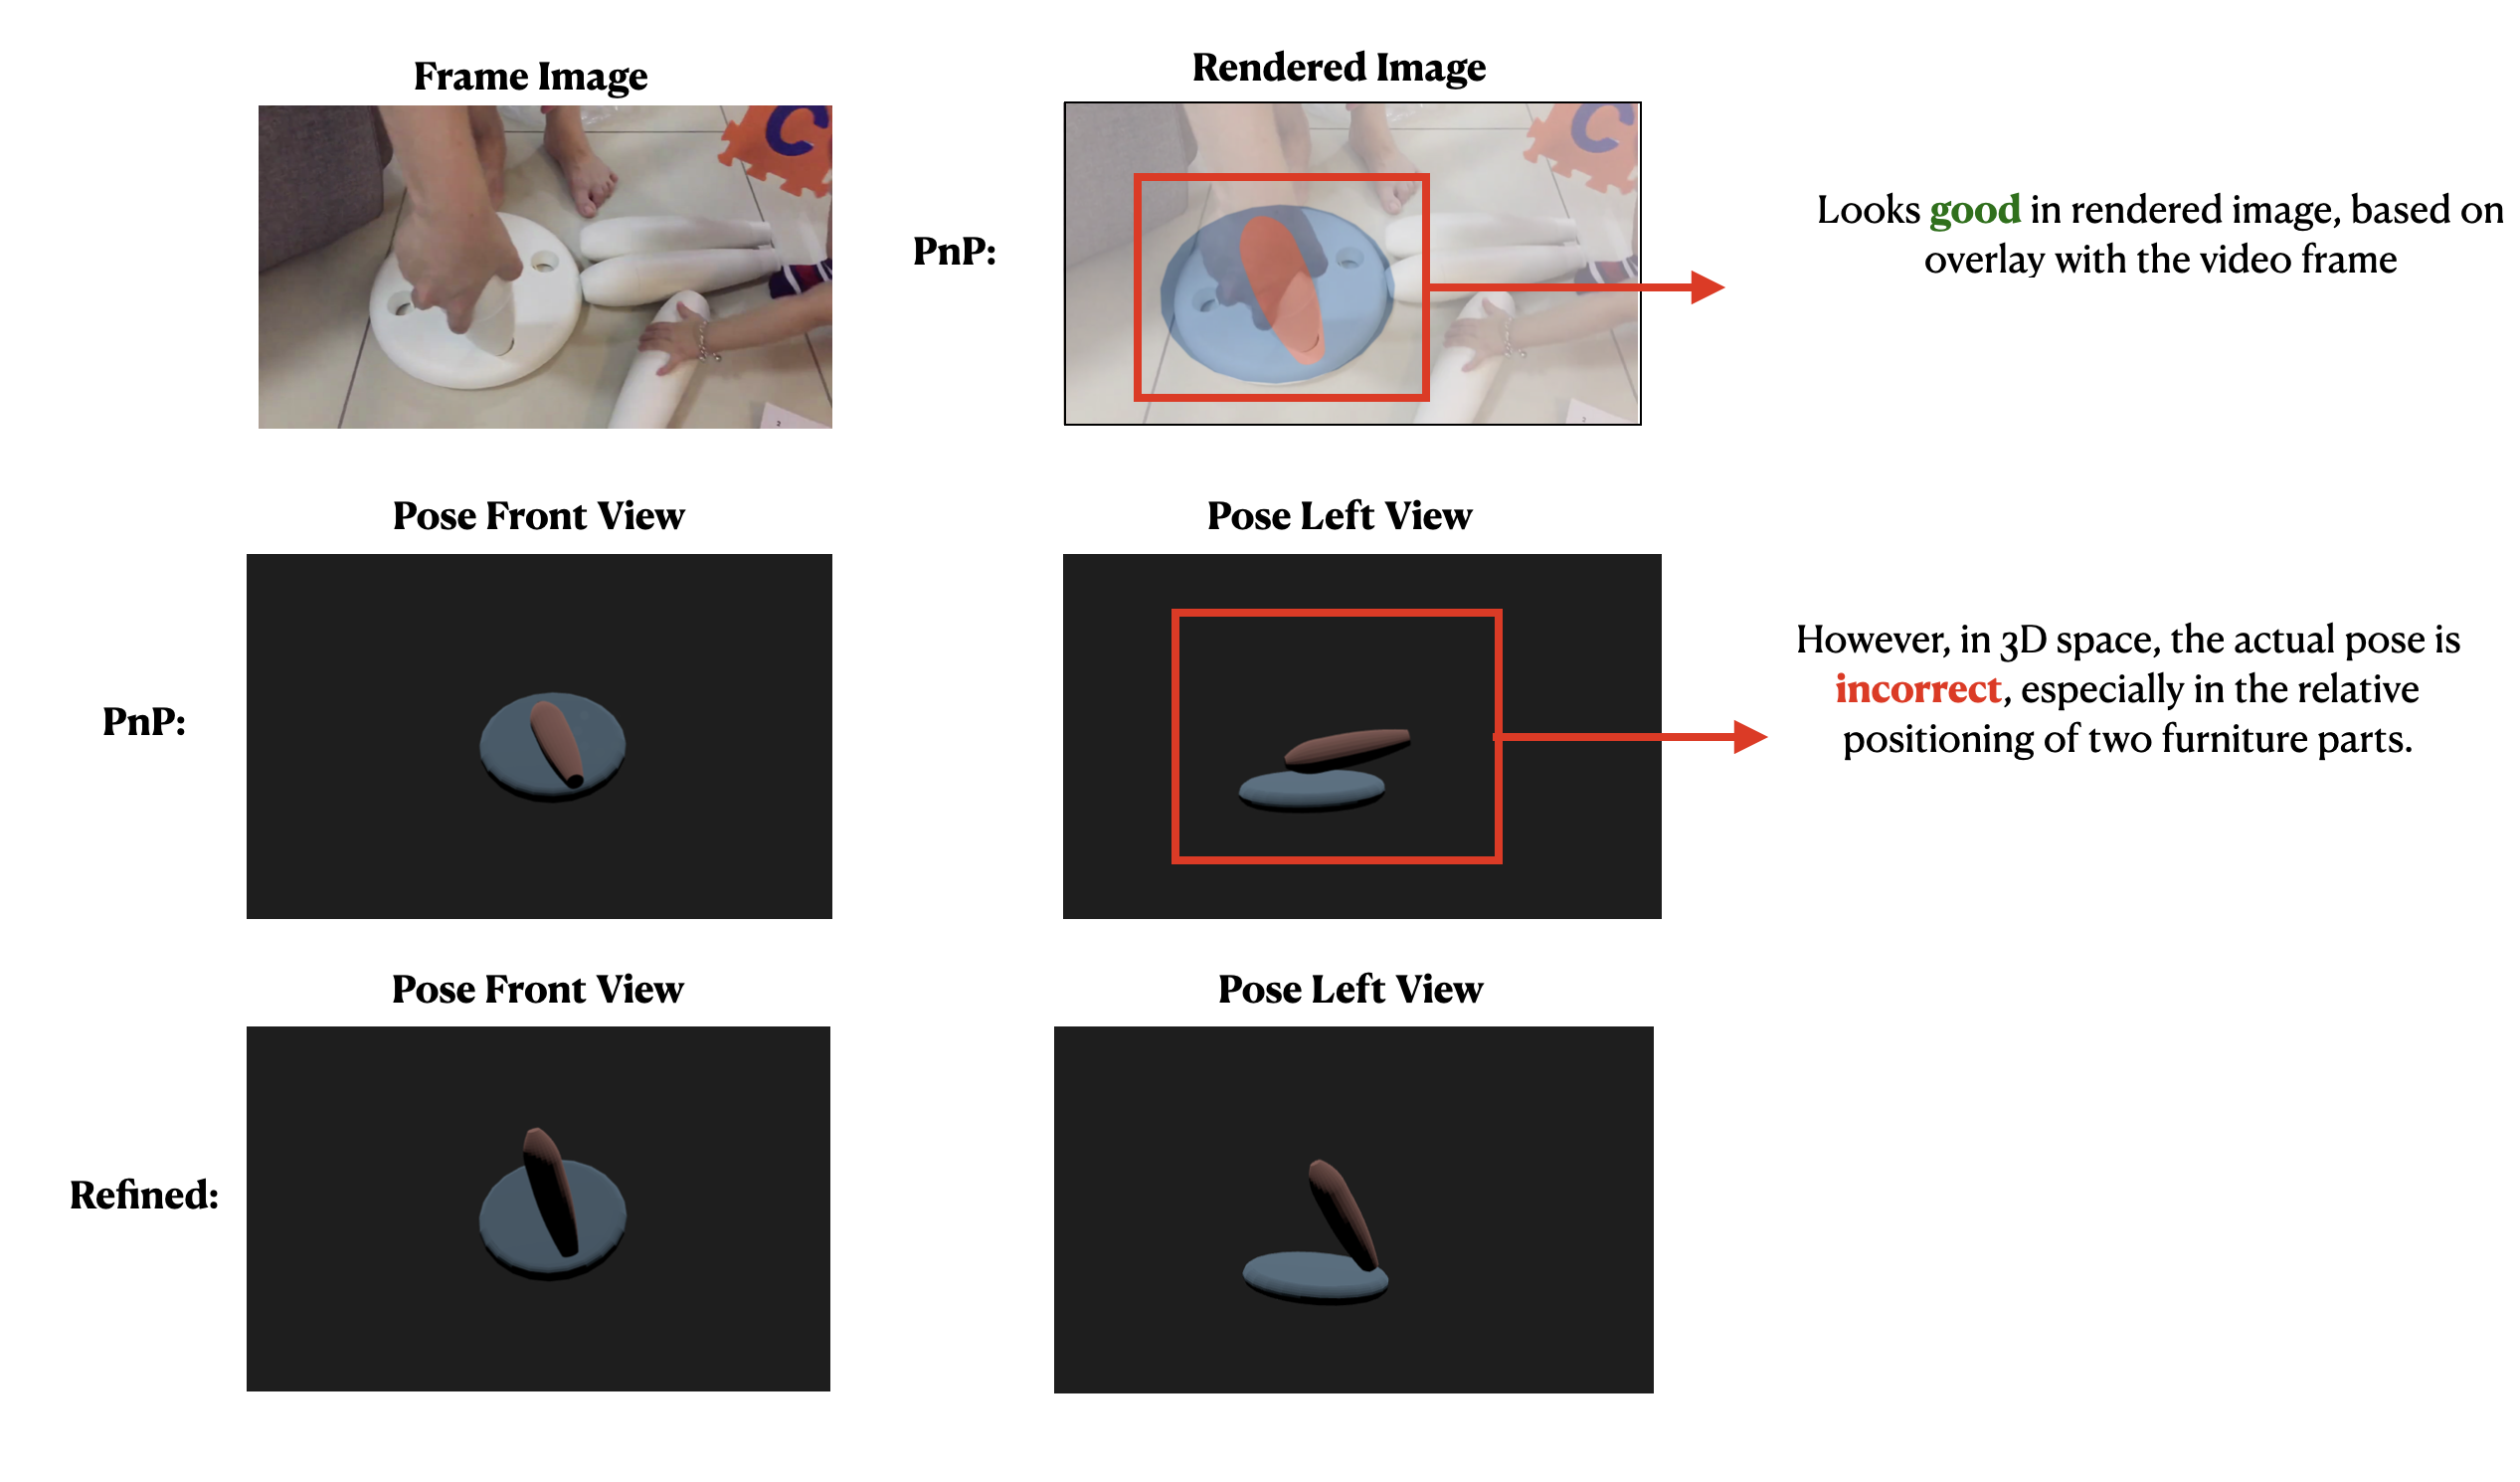 Frame Image
Rendered Image
C
C
PnP:
Looks good in rendered image, based on
overlay with the video frame
2
2
Pose Front View
Pose Left View
PnP:
However, in 3D space, the actual pose is
incorrect, especially in the relative
positioning of two furniture parts.
Pose Front View
Pose Left View
Refined: